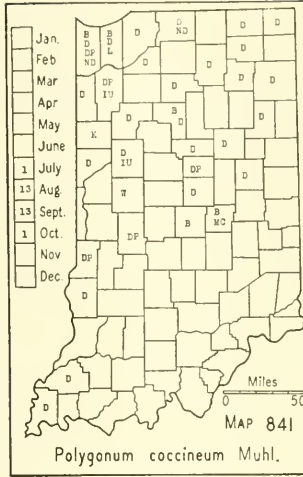 Jan.
Feb
Mar
Apr
May
June
1 July
13 Aug.
13 Sept.
1 Oct.
Nov
Dec.
B D DP ND
B D L
D
D ND
D
D
D
D
D
DP IU
D
D
D
D
B D
K
D IU
D
D
D
DP
D
W
D
DP
B
B MC
DP
D
D
D
Miles
0 50
MAP 841
Polygonum coccineum Muhl.